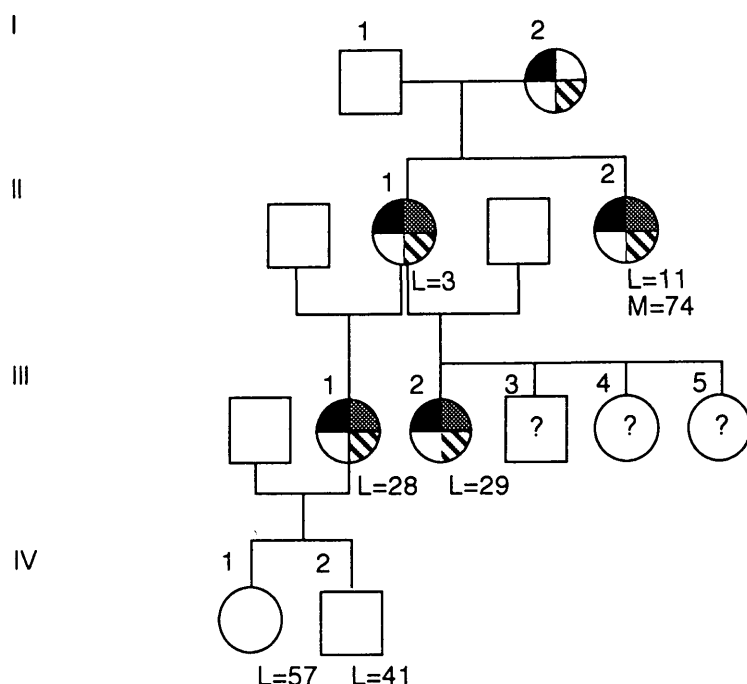 I
1 2
II
1 2
L=3
L=11
M=74
III
1 2 3 4 5
? ? ?
L=28 L=29
IV
1 2
L=57 L=41